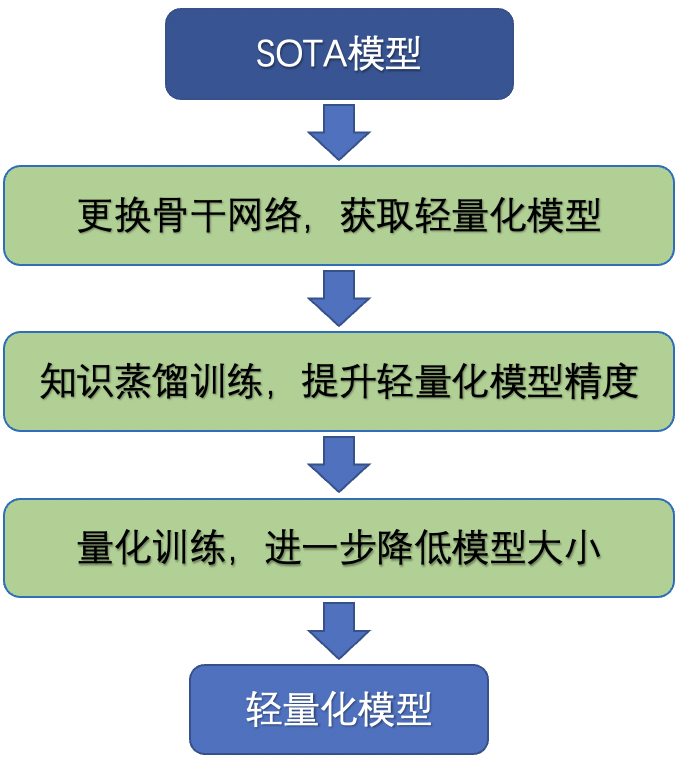 SOTA模型
更换骨干网络，获取轻量化模型
知识蒸馏训练，提升轻量化模型精度
量化训练，进一步降低模型大小
轻量化模型